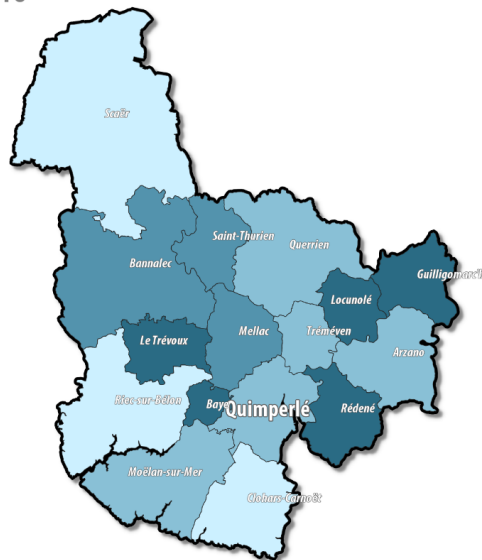 Scaër
Saint-Thurien
Querrien
Bannalec
Guilligomarc'h
Locunolé
Le Trévoux
Mellac
Tréméven
Arzano
Riec-sur-Bélon
Baye
Quimperlé
Rédené
Moëlan-sur-Mer
Clohars-Carnoët